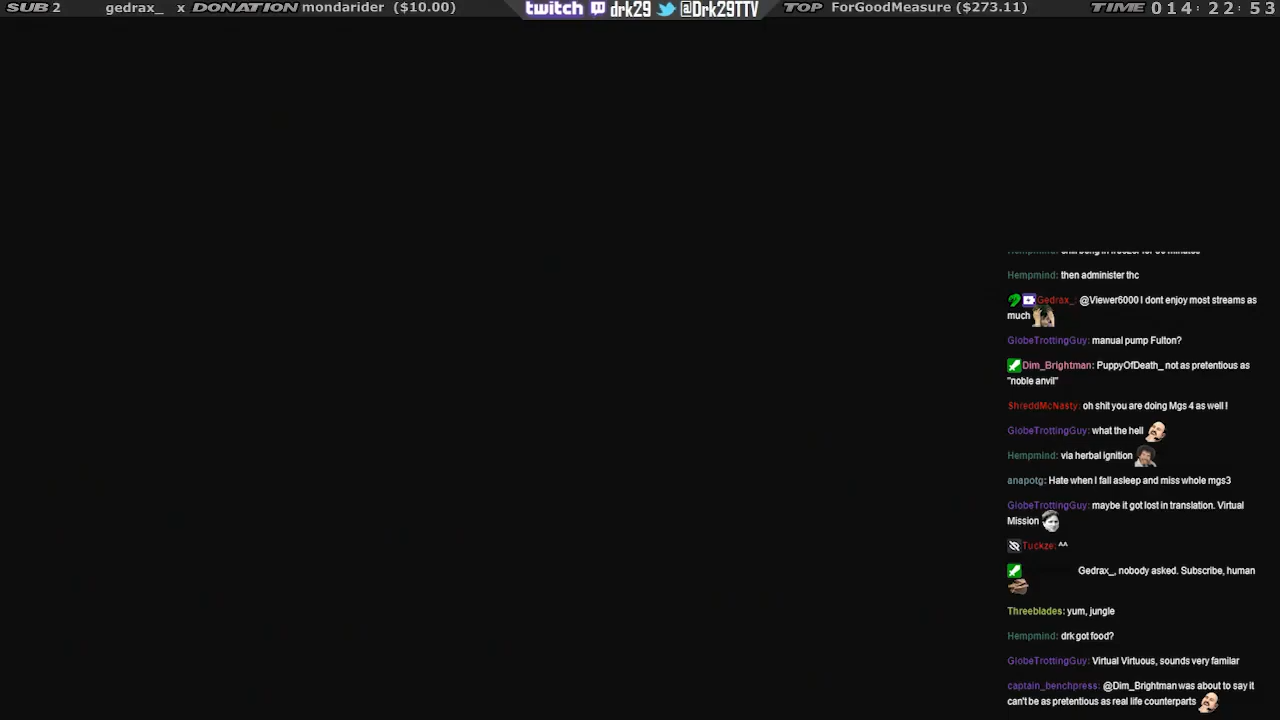 SUB 2 gedrax_ x DONATION mondarider ($10.00) twitch drk29 @Drk29TTV TOP ForGoodMeasure ($273.11) TIME 014:22:53
Hempmind: then administer thc
Gedrax_: @Viewer6000 I dont enjoy most streams as
much
GlobeTrottingGuy: manual pump Fulton?
Dim_Brightman: PuppyOfDeath_ not as pretentious as
"noble anvil"
ShreddMcNasty: oh shit you are doing Mgs 4 as well !
GlobeTrottingGuy: what the hell
Hempmind: via herbal ignition
anapotg: Hate when I fall asleep and miss whole mgs3
GlobeTrottingGuy: maybe it got lost in translation. Virtual
Mission
Tuckze: ^^
Gedrax_, nobody asked. Subscribe, human
Threeblades: yum, jungle
Hempmind: drk got food?
GlobeTrottingGuy: Virtual Virtuous, sounds very familar
captain_benchpress: @Dim_Brightman was about to say it
can't be as pretentious as real life counterparts